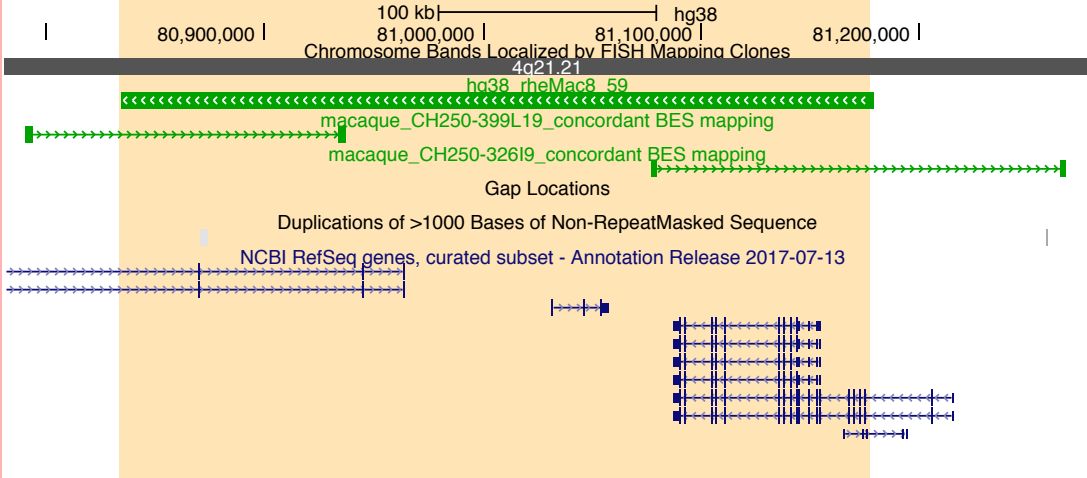 100 kb hg38
80,900,000 81,000,000 81,100,000 81,200,000
Chromosome Bands Localized by FISH Mapping Clones
4q21.21
hg38_rheMac8_59
macaque_CH250-399L19_concordant BES mapping
macaque_CH250-326I9_concordant BES mapping
Gap Locations
Duplications of >1000 Bases of Non-RepeatMasked Sequence
NCBI RefSeq genes, curated subset - Annotation Release 2017-07-13